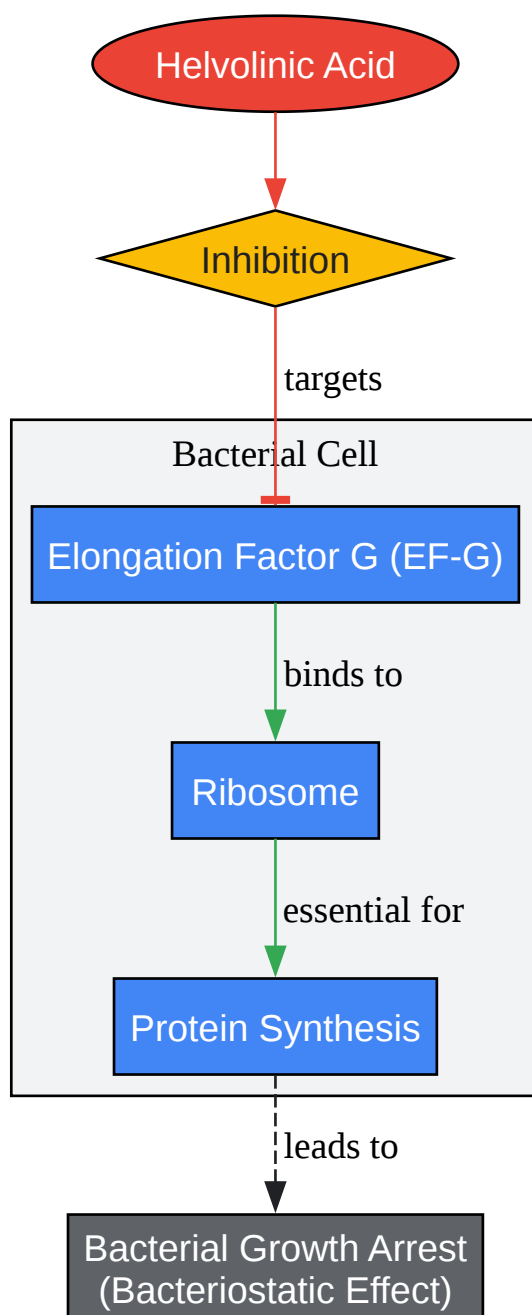 Helvolinic Acid
Inhibition
targets
Bacterial Cell
Elongation Factor G (EF-G)
binds to
Ribosome
essential for
Protein Synthesis
leads to
Bacterial Growth Arrest
(Bacteriostatic Effect)